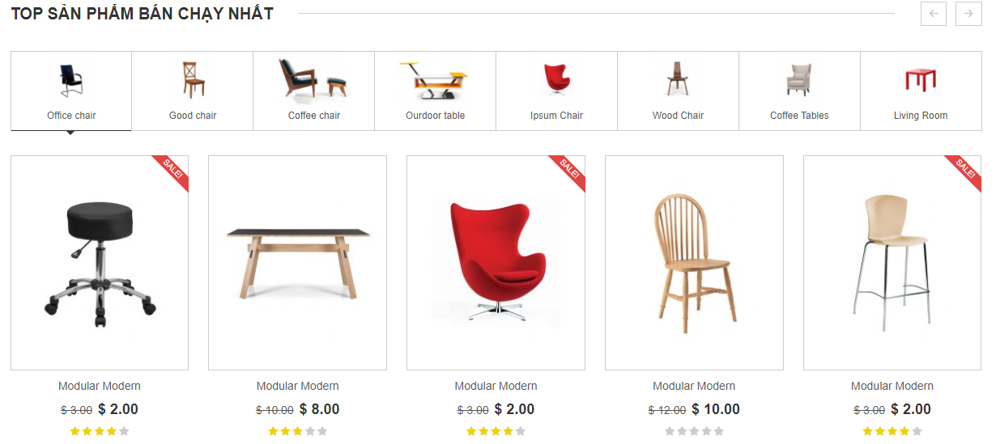 TOP SẢN PHẨM BÁN CHẠY NHẤT
Office chair
Good chair
Coffee chair
Ourdoor table
Ipsum Chair
Wood Chair
Coffee Tables
Living Room
SALE!
SALE!
SALE!
Modular Modern
$ 3.00 $ 2.00
Modular Modern
$ 10.00 $ 8.00
Modular Modern
$ 3.00 $ 2.00
Modular Modern
$ 12.00 $ 10.00
Modular Modern
$ 3.00 $ 2.00